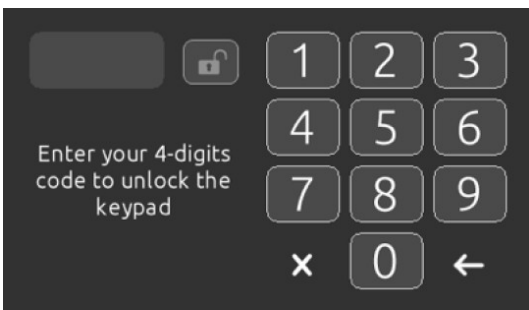 1 2 3
4 5 6
Enter your 4-digits
code to unlock the
keypad
7 8 9
x 0 ←